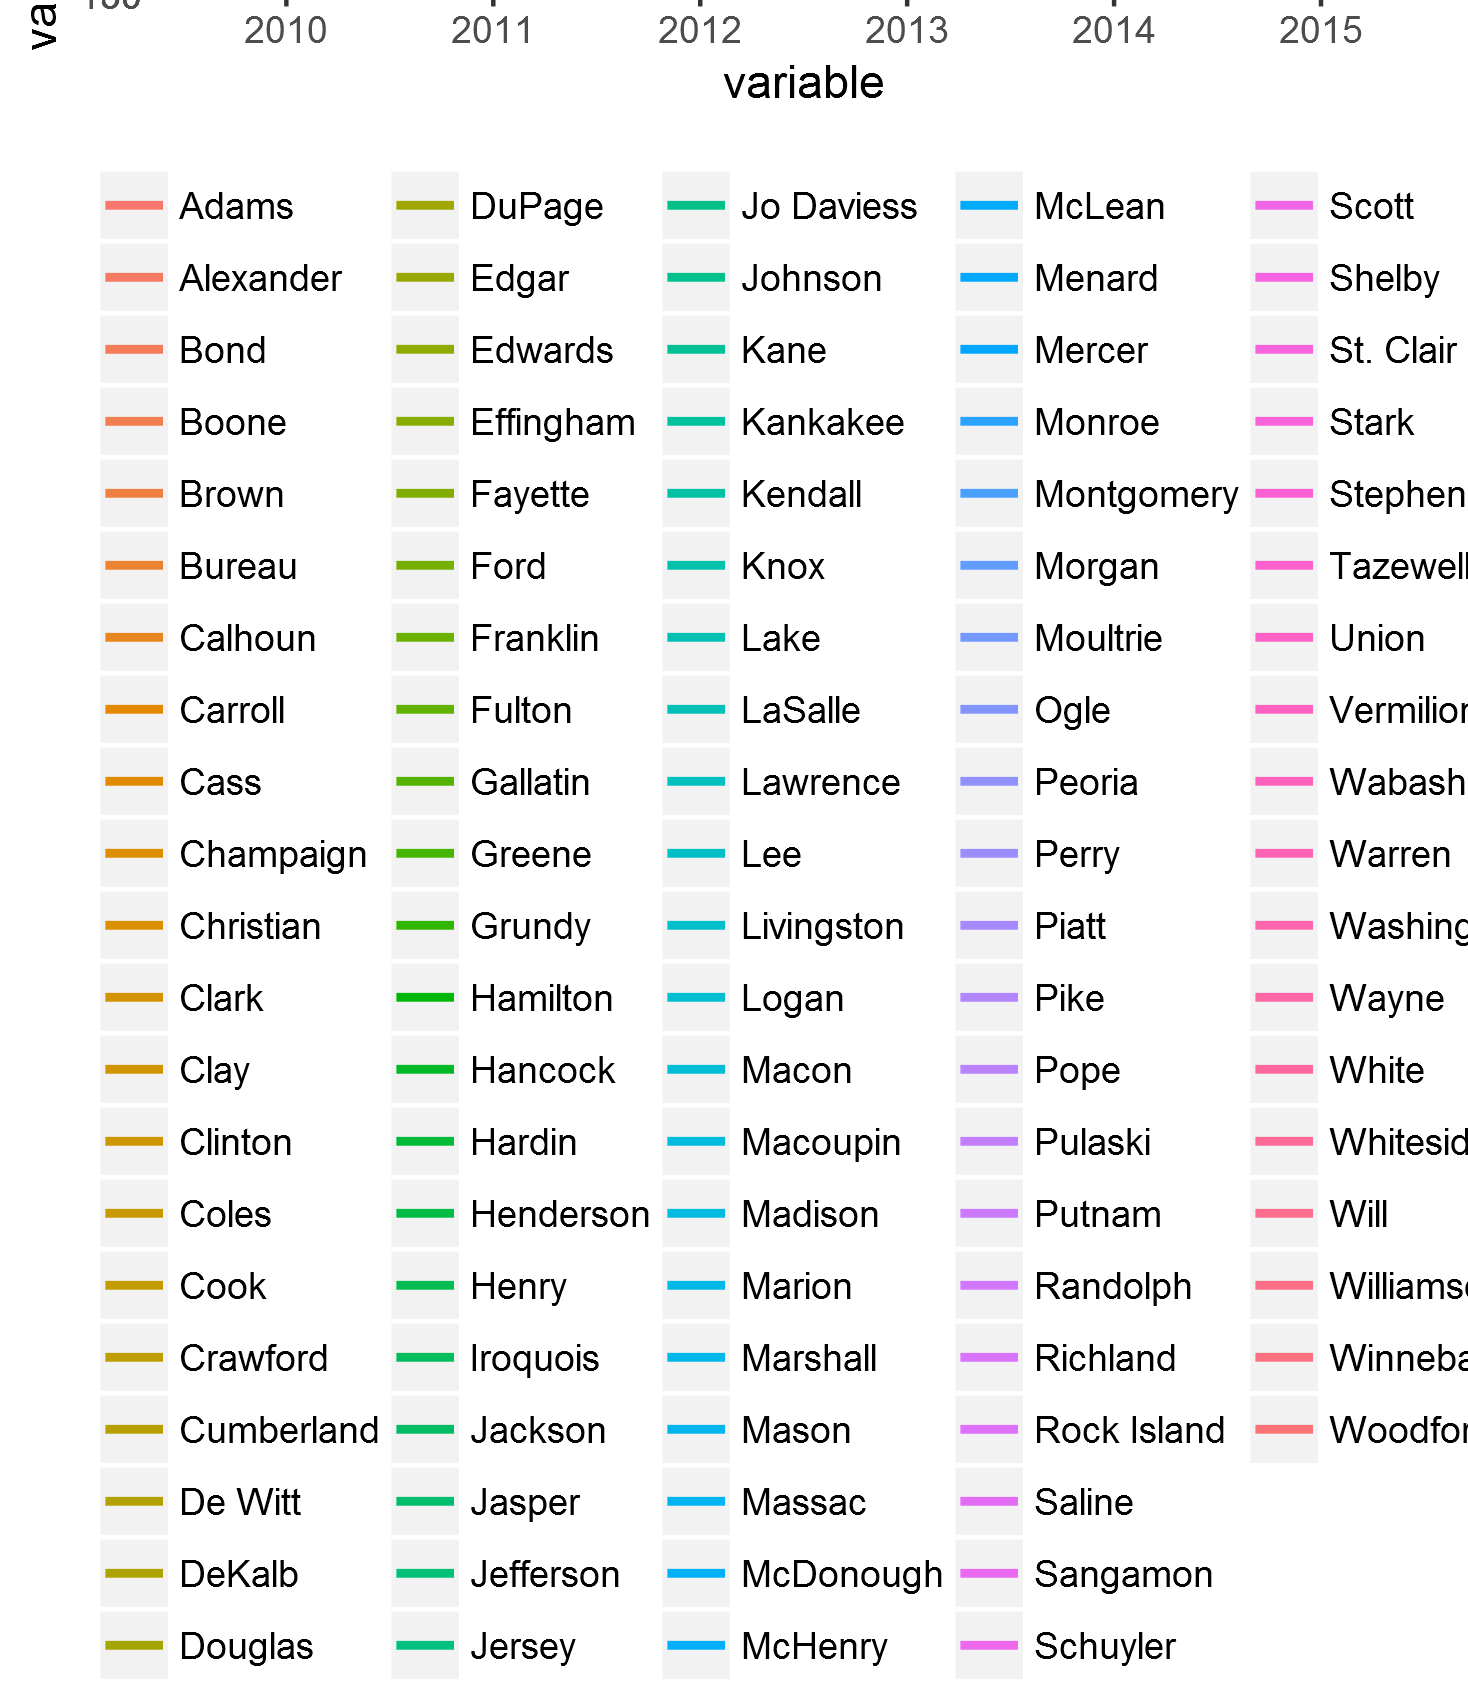 2010 2011 2012 2013 2014 2015
variable
Adams DuPage Jo Daviess McLean Scott
Alexander Edgar Johnson Menard Shelby
Bond Edwards Kane Mercer St. Clair
Boone Effingham Kankakee Monroe Stark
Brown Fayette Kendall Montgomery Stephen
Bureau Ford Knox Morgan Tazewell
Calhoun Franklin Lake Moultrie Union
Carroll Fulton LaSalle Ogle Vermilion
Cass Gallatin Lawrence Peoria Wabash
Champaign Greene Lee Perry Warren
Christian Grundy Livingston Piatt Washing
Clark Hamilton Logan Pike Wayne
Clay Hancock Macon Pope White
Clinton Hardin Macoupin Pulaski Whitesid
Coles Henderson Madison Putnam Will
Cook Henry Marion Randolph Williams
Crawford Iroquois Marshall Richland Winneba
Cumberland Jackson Mason Rock Island Woodfor
De Witt Jasper Massac Saline
DeKalb Jefferson McDonough Sangamon
Douglas Jersey McHenry Schuyler
va